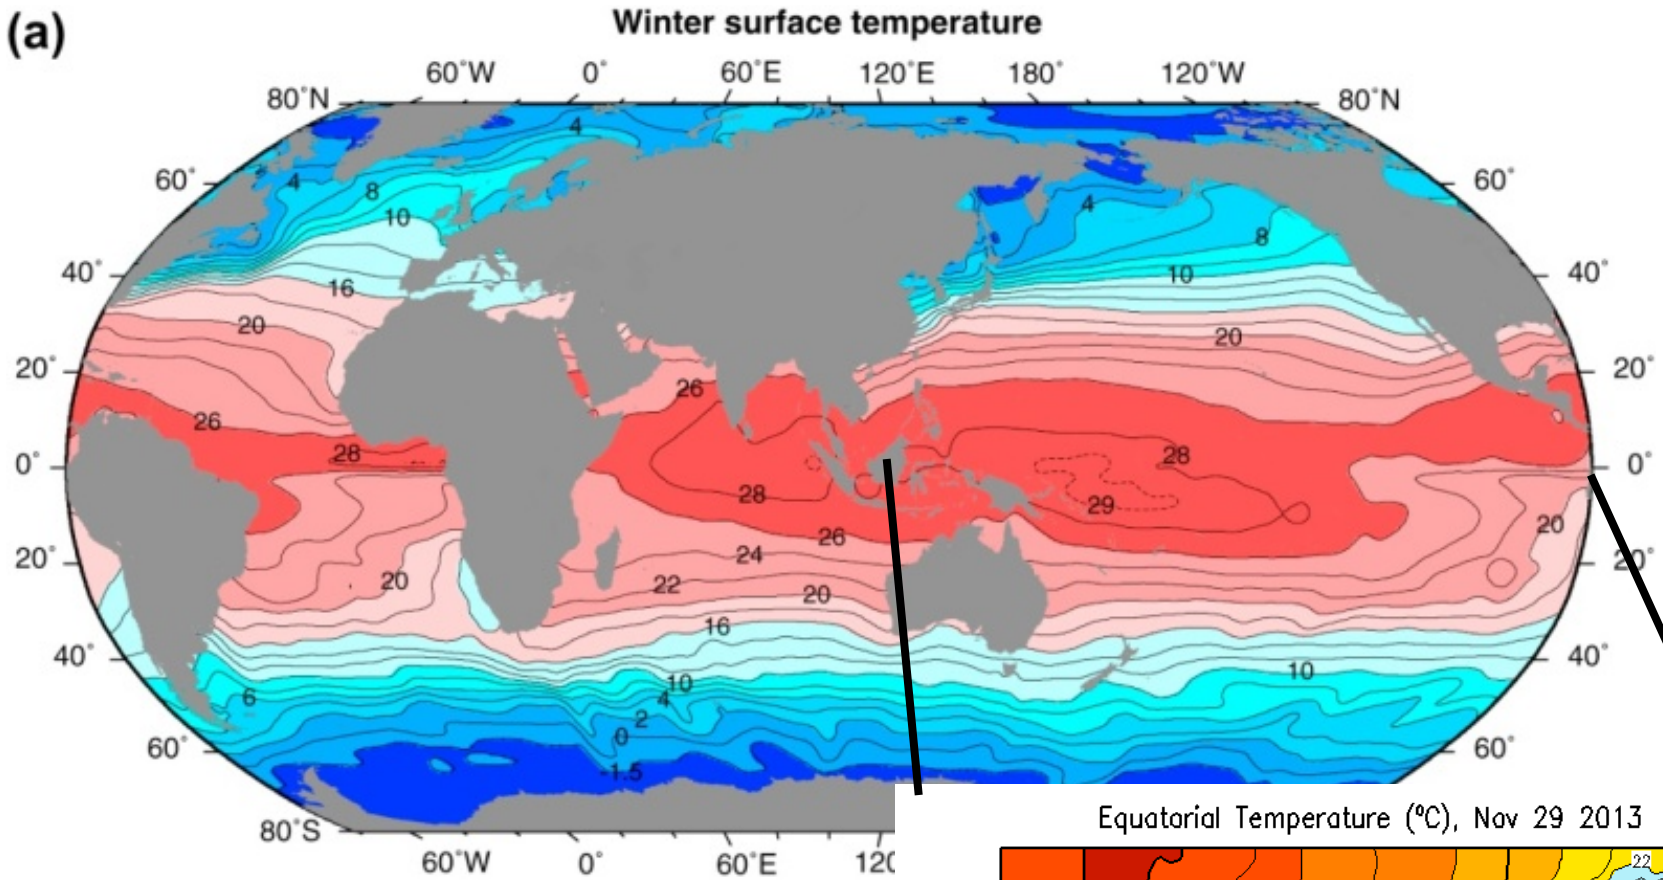 (a)
Winter surface temperature
60°W 0° 60°E 120°E 180° 120°W
80°N 80°N
4
60° 4 8 4 60°
10 8
40° 16 10 40°
20 20
20° 26 20°
26
0° 28 28 0°
28 29
26 20
20° 24 20°
20 22 20
16
40° 10 40°
6 10
4
2
60° 0 60°
-1.5
80°S
60°W 0° 60°E 120
Equatorial Temperature (°C), Nov 29 2013
22